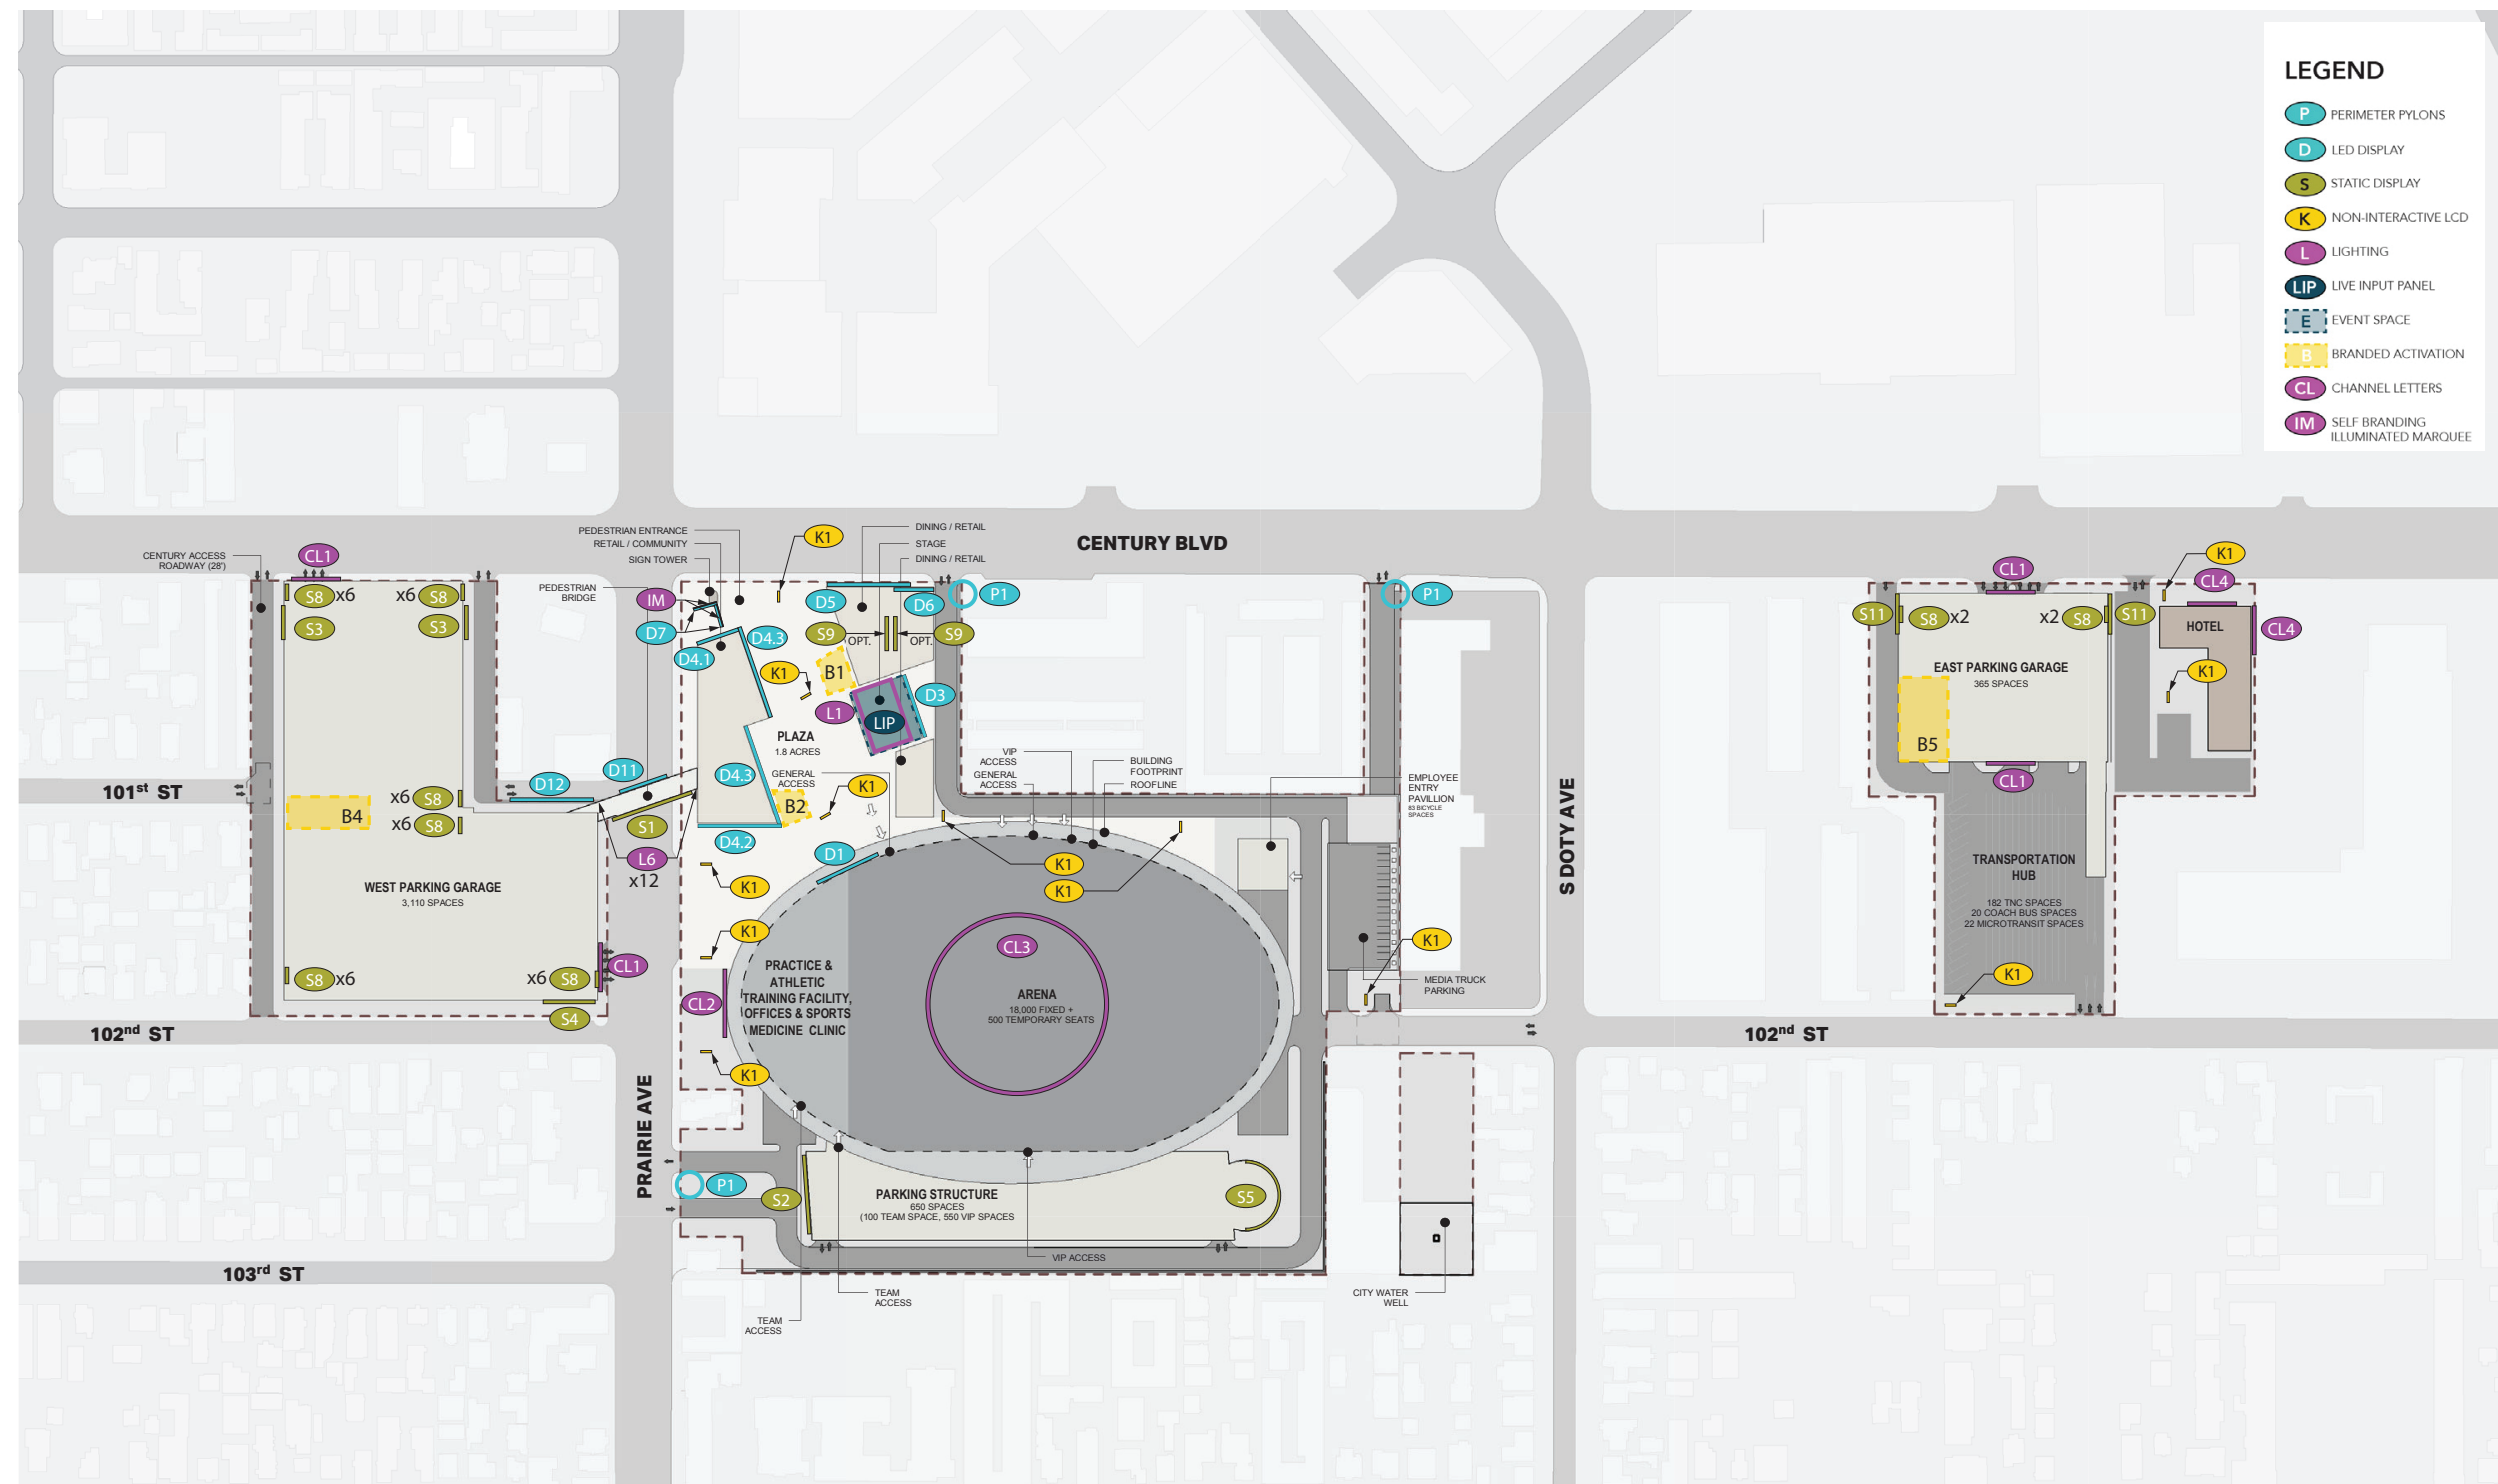 LEGEND
P PERIMETER PYLONS
D LED DISPLAY
S STATIC DISPLAY
K NON-INTERACTIVE LCD
L LIGHTING
LIP LIVE INPUT PANEL
E EVENT SPACE
B BRANDED ACTIVATION
CL CHANNEL LETTERS
IM SELF BRANDING
ILLUMINATED MARQUEE
CENTURY BLVD
CENTURY ACCESS
ROADWAY (28')
CL1
S8 x6
x6 S8
S3
S3
x6 S8
x6 S8
B4
WEST PARKING GARAGE
3,110 SPACES
S8 x6
x6 S8
CL1
S4
101st ST
102nd ST
103rd ST
PRAIRIE AVE
PEDESTRIAN ENTRANCE
RETAIL / COMMUNITY
SIGN TOWER
PEDESTRIAN
BRIDGE
IM
D7
D4.1
D4.3
K1
DINING / RETAIL
STAGE
DINING / RETAIL
D5
D6
P1
S9
OPT.
OPT.
S9
K1
B1
D3
L1
LIP
PLAZA
1.8 ACRES
D12
D11
S1
L6
x12
D4.3
D4.2
GENERAL
ACCESS
K1
B2
D1
VIP
ACCESS
GENERAL
ACCESS
BUILDING
FOOTPRINT
ROOFLINE
K1
K1
K1
K1
K1
CL2
PRACTICE &
ATHLETIC
TRAINING FACILITY,
OFFICES & SPORTS
MEDICINE CLINIC
CL3
ARENA
18,000 FIXED +
500 TEMPORARY SEATS
P1
EMPLOYEE
ENTRY
PAVILLION
83 BICYCLE
SPACES
K1
MEDIA TRUCK
PARKING
P1
S2
PARKING STRUCTURE
650 SPACES
(100 TEAM SPACE, 550 VIP SPACES
S5
VIP ACCESS
TEAM
ACCESS
TEAM
ACCESS
CITY WATER
WELL
S DOTY AVE
102nd ST
CL1
S11
S8 x2
x2 S8
S11
K1
CL4
HOTEL
CL4
K1
EAST PARKING GARAGE
365 SPACES
B5
CL1
TRANSPORTATION
HUB
182 TNC SPACES
20 COACH BUS SPACES
22 MICROTRANSIT SPACES
K1